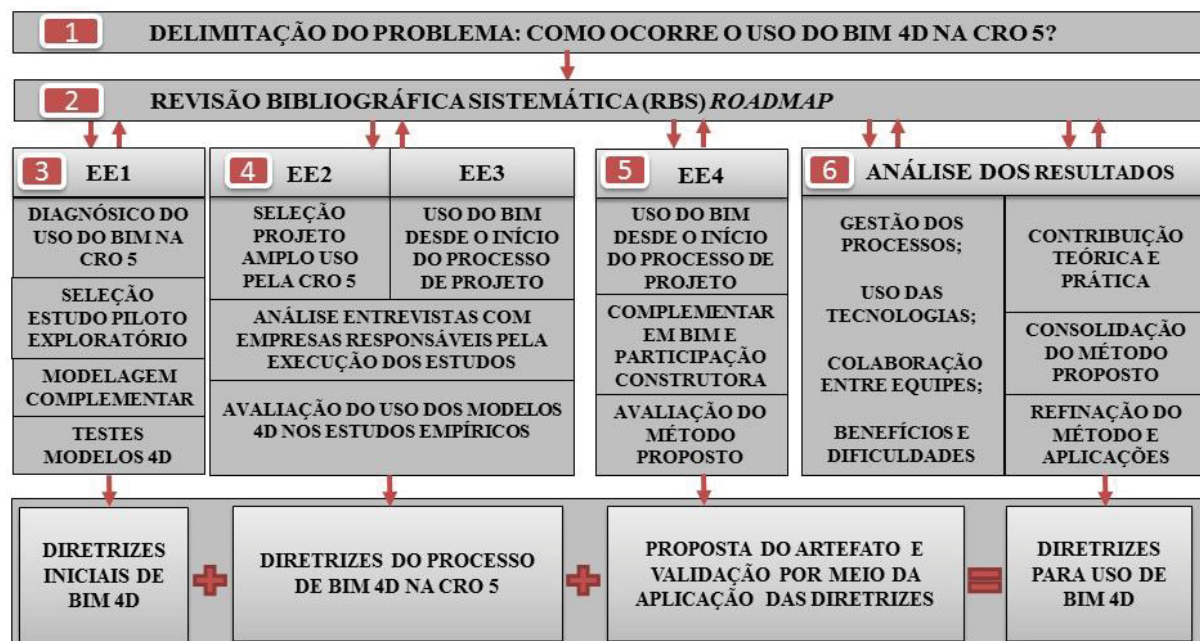 1 DELIMITAÇÃO DO PROBLEMA: COMO OCORRE O USO DO BIM 4D NA CRO 5?
2 REVISÃO BIBLIOGRÁFICA SISTEMÁTICA (RBS) ROADMAP
3 EE1
DIAGNÓSICO DO
USO DO BIM NA
CRO 5
SELEÇÃO
ESTUDO PILOTO
EXPLORATÓRIO
MODELAGEM
COMPLEMENTAR
TESTES
MODELOS 4D
4 EE2
EE3
SELEÇÃO
PROJETO
AMPLO USO
PELA CRO 5
USO DO BIM
DESDE O INÍCIO
DO PROCESSO
DE PROJETO
ANÁLISE ENTREVISTAS COM
EMPRESAS RESPONSÁVEIS PELA
EXECUÇÃO DOS ESTUDOS
AVALIAÇÃO DO USO DOS MODELOS
4D NOS ESTUDOS EMPÍRICOS
5 EE4
USO DO BIM
DESDE O INÍCIO
DO PROCESSO DE
PROJETO
COMPLEMENTAR
EM BIM E
PARTICIPAÇÃO
CONSTRUTORA
AVALIAÇÃO DO
MÉTODO
PROPOSTO
6 ANÁLISE DOS RESULTADOS
GESTÃO DOS
PROCESSOS;
USO DAS
TECNOLOGIAS;
COLABORAÇÃO
ENTRE EQUIPES;
BENEFÍCIOS E
DIFICULDADES
CONTRIBUIÇÃO
TEÓRICA E
PRÁTICA
CONSOLIDAÇÃO
DO MÉTODO
PROPOSTO
REFINAÇÃO DO
MÉTODO E
APLICAÇÕES
DIRETRIZES
INICIAIS DE
BIM 4D
DIRETRIZES DO PROCESSO
DE BIM 4D NA CRO 5
PROPOSTA DO ARTEFATO E
VALIDAÇÃO POR MEIO DA
APLICAÇÃO DAS DIRETRIZES
DIRETRIZES
PARA USO DE
BIM 4D